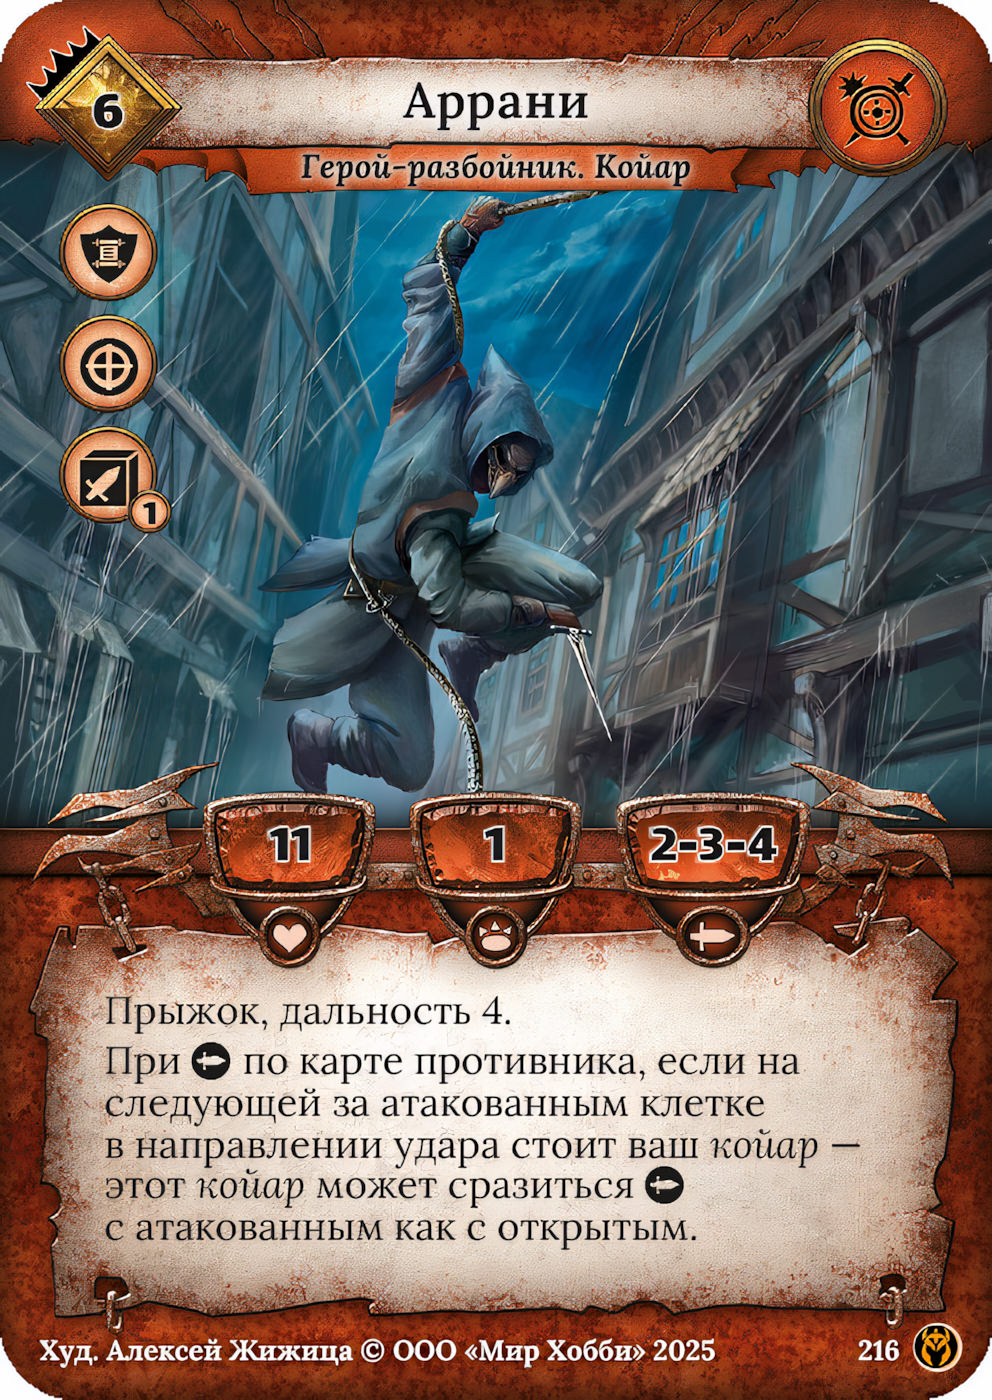 6
Аррани
Герой-разбойник. Койар
1
11
1
2-3-4
Прыжок, дальность 4.
При по карте противника, если на
следующей за атакованным клетке
в направлении удара стоит ваш койар —
этот койар может сразиться
с атакованным как с открытым.
Худ. Алексей Жижица © ООО «Мир Хобби» 2025
216